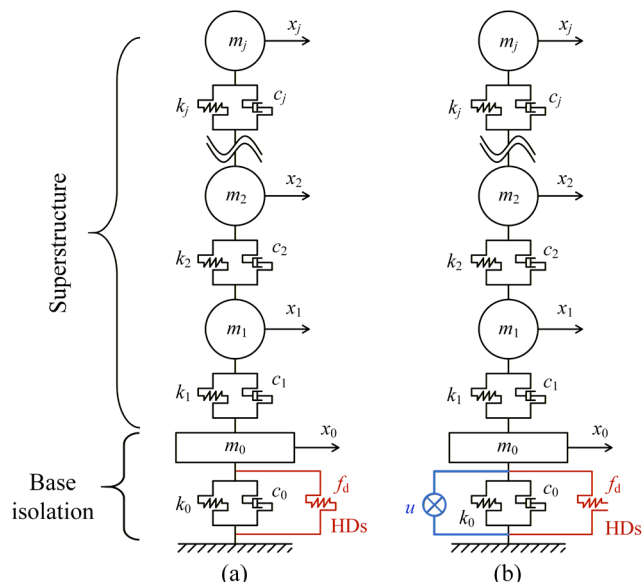 Superstructure
Base
isolation
m_j
x_j
k_j
c_j
m_2
x_2
k_2
c_2
m_1
x_1
k_1
c_1
m_0
x_0
k_0
c_0
f_d
HDs
(a)
m_j
x_j
k_j
c_j
m_2
x_2
k_2
c_2
m_1
x_1
k_1
c_1
m_0
x_0
u
k_0
c_0
f_d
HDs
(b)